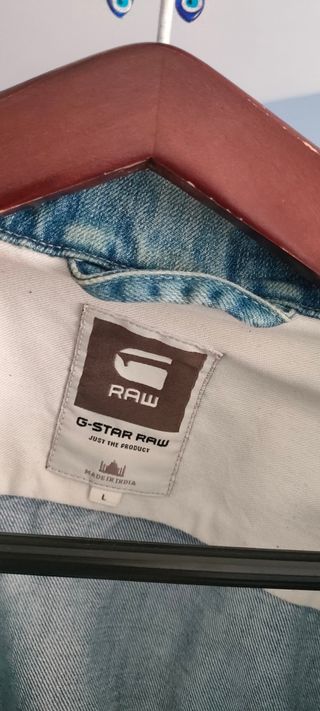 RAW
G-STAR RAW
JUST THE PRODUCT
MADE IN INDIA
L